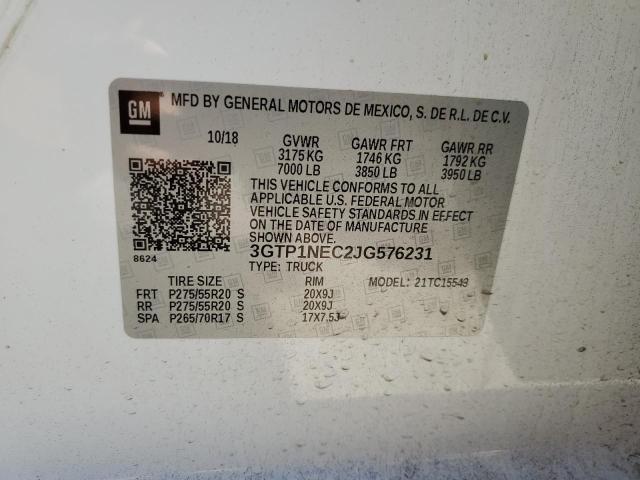 GM
MFD BY GENERAL MOTORS DE MEXICO, S. DE R.L. DE C.V.
10/18 GVWR GAWR FRT GAWR RR
3175 KG 1746 KG 1792 KG
7000 LB 3850 LB 3950 LB
THIS VEHICLE CONFORMS TO ALL
APPLICABLE U.S. FEDERAL MOTOR
VEHICLE SAFETY STANDARDS IN EFFECT
ON THE DATE OF MANUFACTURE
SHOWN ABOVE.
8624
3GTP1NEC2JG576231
TYPE: TRUCK
TIRE SIZE RIM MODEL: 21TC15543
FRT P275/55R20 S 20X9J
RR P275/55R20 S 20X9J
SPA P265/70R17 S 17X7.5J